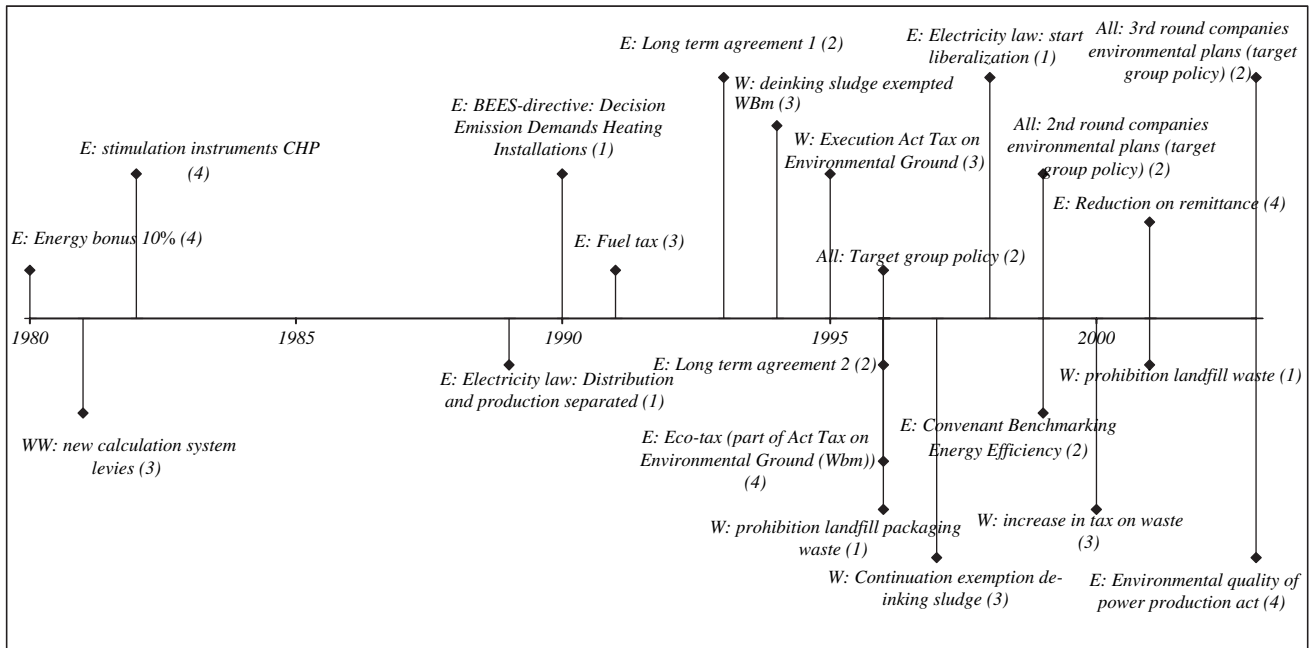 E: Long term agreement 1 (2)
E: Electricity law: start
liberalization (1)
All: 3rd round companies
environmental plans (target
group policy) (2)
W: deinking sludge exempted
WBm (3)
E: BEES-directive: Decision
Emission Demands Heating
Installations (1)
E: stimulation instruments CHP
(4)
W: Execution Act Tax on
Environmental Ground (3)
All: 2nd round companies
environmental plans (target
group policy) (2)
E: Reduction on remittance (4)
E: Energy bonus 10% (4)
E: Fuel tax (3)
All: Target group policy (2)
1980
1985
1990
1995
2000
E: Long term agreement 2 (2)
W: prohibition landfill waste (1)
E: Electricity law: Distribution
and production separated (1)
WW: new calculation system
levies (3)
E: Eco-tax (part of Act Tax on
Environmental Ground (Wbm))
(4)
E: Convenant Benchmarking
Energy Efficiency (2)
W: prohibition landfill packaging
waste (1)
W: increase in tax on waste
(3)
W: Continuation exemption de-
inking sludge (3)
E: Environmental quality of
power production act (4)